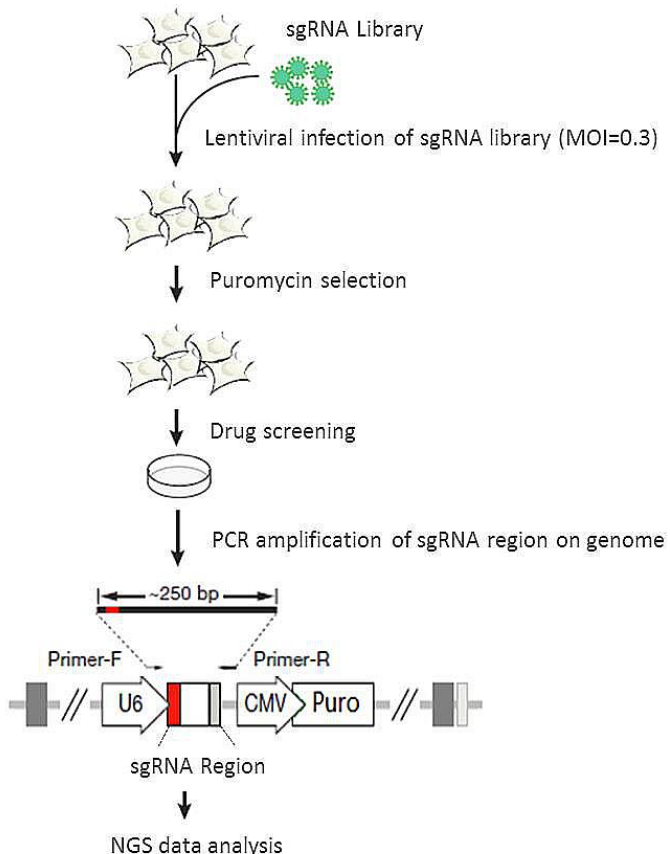 sgRNA Library
Lentiviral infection of sgRNA library (MOI=0.3)
Puromycin selection
Drug screening
PCR amplification of sgRNA region on genome
~250 bp
Primer-F
Primer-R
U6
CMV
Puro
sgRNA Region
NGS data analysis